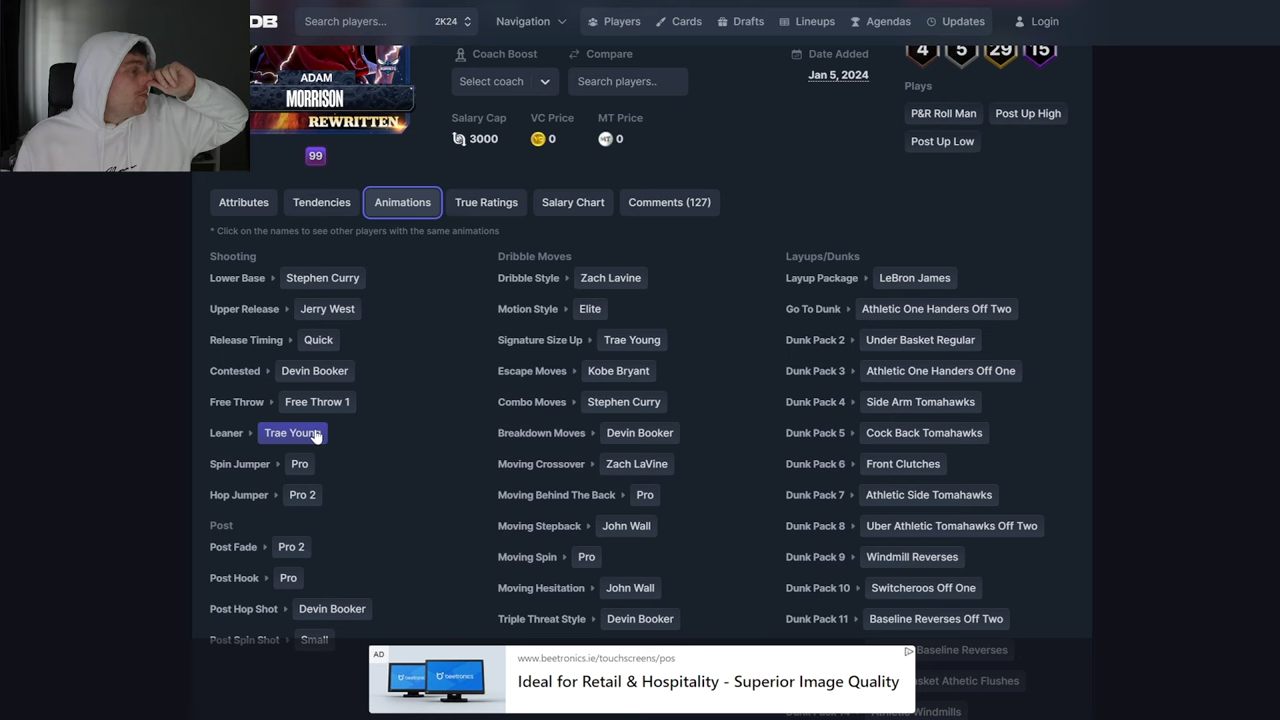 DB
Search players...
2K24
Navigation
Players
Cards
Drafts
Lineups
Agendas
Updates
Login
ADAM
MORRISON
REWRITTEN
99
Coach Boost
Compare
Select coach
Search players..
Salary Cap
VC Price
MT Price
3000
0
0
Date Added
Jan 5, 2024
4
5
29
15
Plays
P&R Roll Man
Post Up High
Post Up Low
Attributes
Tendencies
Animations
True Ratings
Salary Chart
Comments (127)
* Click on the names to see other players with the same animations
Shooting
Lower Base Stephen Curry
Upper Release Jerry West
Release Timing Quick
Contested Devin Booker
Free Throw Free Throw 1
Leaner Trae Young
Spin Jumper Pro
Hop Jumper Pro 2
Post
Post Fade Pro 2
Post Hook Pro
Post Hop Shot Devin Booker
Post Spin Shot Small
Dribble Moves
Dribble Style Zach Lavine
Motion Style Elite
Signature Size Up Trae Young
Escape Moves Kobe Bryant
Combo Moves Stephen Curry
Breakdown Moves Devin Booker
Moving Crossover Zach LaVine
Moving Behind The Back Pro
Moving Stepback John Wall
Moving Spin Pro
Moving Hesitation John Wall
Triple Threat Style Devin Booker
Layups/Dunks
Layup Package LeBron James
Go To Dunk Athletic One Handers Off Two
Dunk Pack 2 Under Basket Regular
Dunk Pack 3 Athletic One Handers Off One
Dunk Pack 4 Side Arm Tomahawks
Dunk Pack 5 Cock Back Tomahawks
Dunk Pack 6 Front Clutches
Dunk Pack 7 Athletic Side Tomahawks
Dunk Pack 8 Uber Athletic Tomahawks Off Two
Dunk Pack 9 Windmill Reverses
Dunk Pack 10 Switcheroos Off One
Dunk Pack 11 Baseline Reverses Off Two
Baseline Reverses
Athetic Flushes
Athletic Windmills
AD
beetronics
www.beetronics.ie/touchscreens/pos
Ideal for Retail & Hospitality - Superior Image Quality